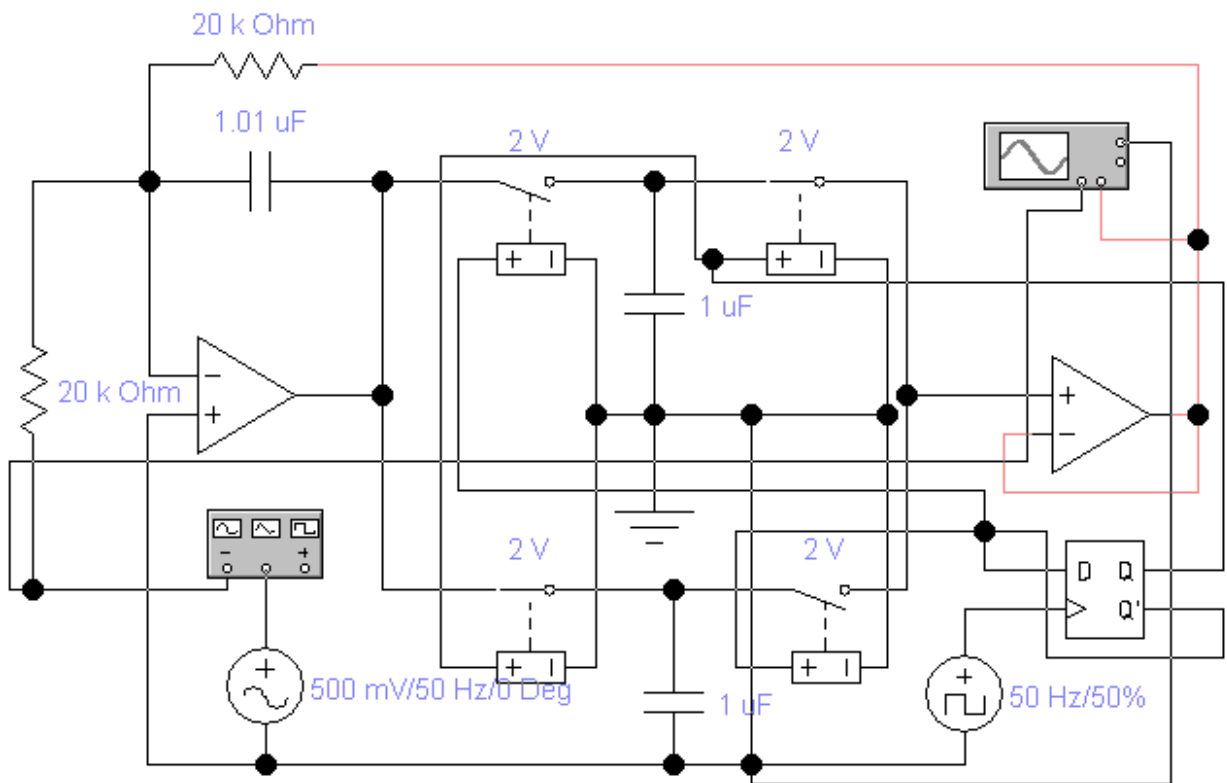 20 k Ohm
1.01 uF
2 V
2 V
+ -
+ -
1 uF
20 k Ohm
-
+
+
-
- +
2 V
2 V
D Q
Q'
+ -
+ -
+
500 mV/50 Hz/0 Deg
1 uF
+
50 Hz/50%